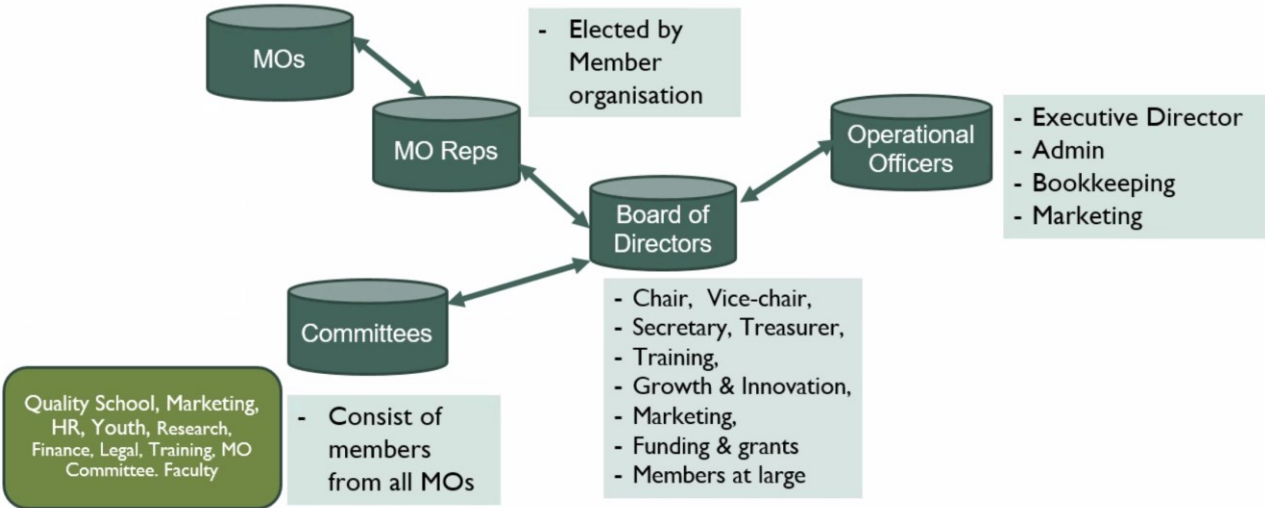 MOs
- Elected by
Member
organisation
MO Reps
Operational
Officers
- Executive Director
- Admin
- Bookkeeping
- Marketing
Board of
Directors
- Chair, Vice-chair,
- Secretary, Treasurer,
- Training,
- Growth & Innovation,
- Marketing,
- Funding & grants
- Members at large
Committees
Quality School, Marketing,
HR, Youth, Research,
Finance, Legal, Training, MO
Committee. Faculty
- Consist of
members
from all MOs